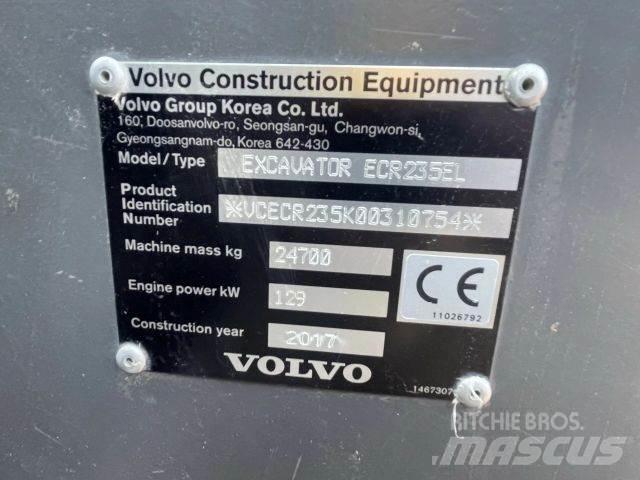 Volvo Construction Equipment
Volvo Group Korea Co. Ltd.
160, Doosanvolvo-ro, Seongsan-gu, Changwon-si,
Gyeongsangnam-do, Korea 642-430
Model/Type EXCAVATOR ECR235EL
Product
Identification
Number *VCECR235K00310754*
Machine mass kg 24700
Engine power kW 129
Construction year 2017
CE
11026792
VOLVO
RITCHIE BROS.
MASCUS